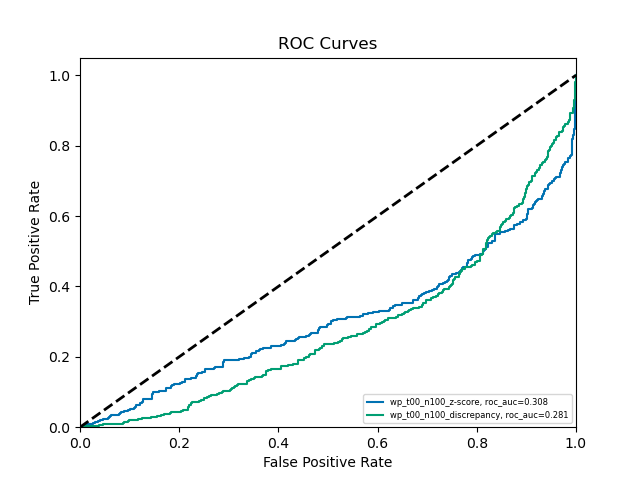 ROC Curves
True Positive Rate
1.0
0.8
0.6
0.4
0.2
0.0
wp_t00_n100_z-score, roc_auc=0.308
wp_t00_n100_discrepancy, roc_auc=0.281
0.0 0.2 0.4 0.6 0.8 1.0
False Positive Rate